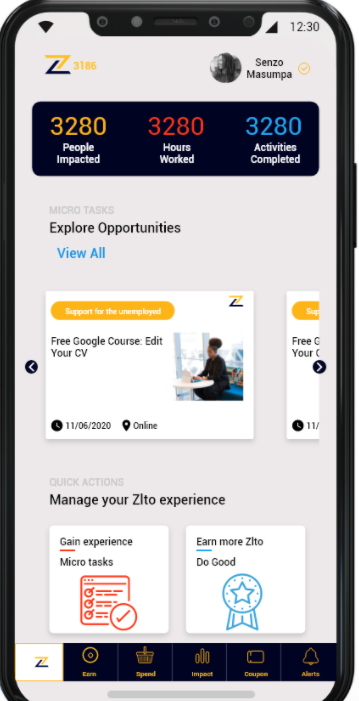 12:30
Z 3186
Senzo
Masumpa
3280 3280 3280
People Hours Activities
Impacted Worked Completed
MICRO TASKS
Explore Opportunities
View All
Support for the unemployed
Z
Sup
Free Google Course: Edit
Your CV
Free G
Your C
11/06/2020 Online
11/
QUICK ACTIONS
Manage your Zlto experience
Gain experience
Micro tasks
Earn more Zlto
Do Good
Z
Earn Spend Impact Coupon Alerts